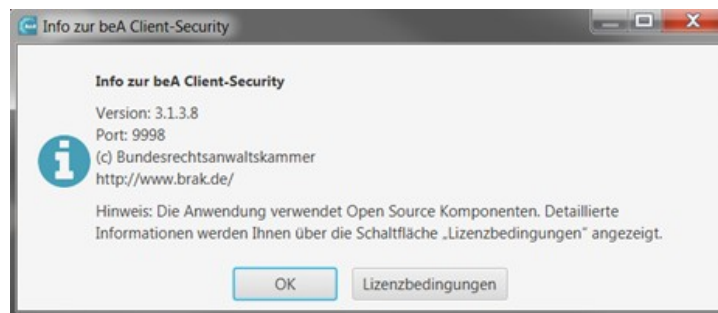 Info zur beA Client-Security
Info zur beA Client-Security
Version: 3.1.3.8
Port: 9998
(c) Bundesrechtsanwaltskammer
http://www.brak.de/
Hinweis: Die Anwendung verwendet Open Source Komponenten. Detaillierte
Informationen werden Ihnen über die Schaltfläche „Lizenzbedingungen" angezeigt.
OK
Lizenzbedingungen